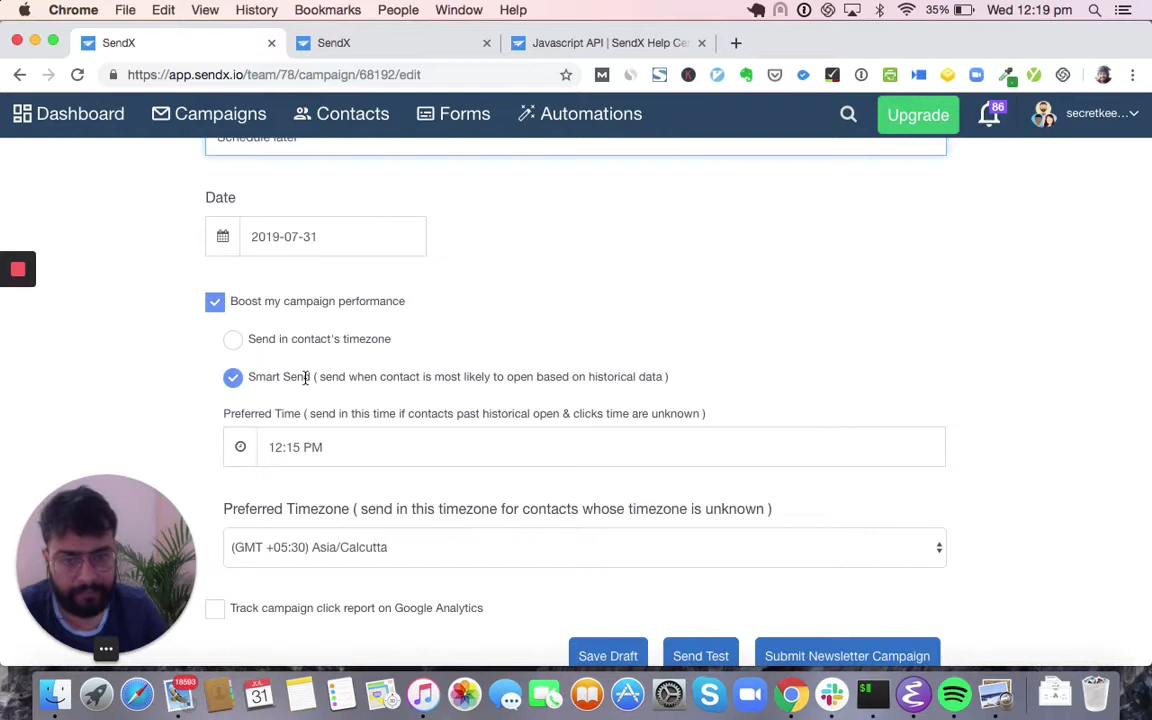 Chrome File Edit View History Bookmarks People Window Help 35% Wed 12:19 pm
SendX SendX Javascript API | SendX Help Ce
https://app.sendx.io/team/78/campaign/68192/edit
Dashboard Campaigns Contacts Forms Automations Upgrade 86 secretkee...
Schedule later
Date
2019-07-31
Boost my campaign performance
Send in contact's timezone
Smart Send ( send when contact is most likely to open based on historical data )
Preferred Time ( send in this time if contacts past historical open & clicks time are unknown )
12:15 PM
Preferred Timezone ( send in this timezone for contacts whose timezone is unknown )
(GMT +05:30) Asia/Calcutta
Track campaign click report on Google Analytics
Save Draft Send Test Submit Newsletter Campaign
18593 JUL 31